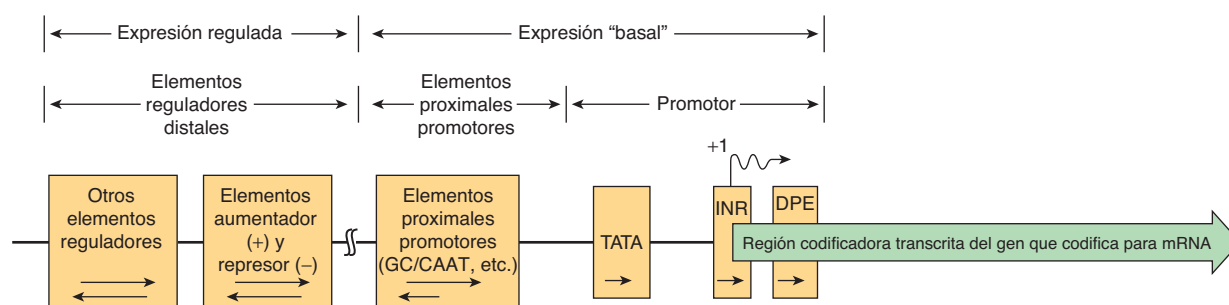 Expresión regulada
Expresión “basal”
Elementos
reguladores
distales
Elementos
proximales
promotores
Promotor
+1
Otros
elementos
reguladores
Elementos
aumentador
(+) y
represor (–)
Elementos
proximales
promotores
(GC/CAAT, etc.)
TATA
INR
DPE
Región codificadora transcrita del gen que codifica para mRNA